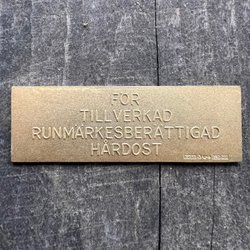 FÖR
TILLVERKAD
RUNMÄRKESBERÄTTIGAD
HÅRDOST